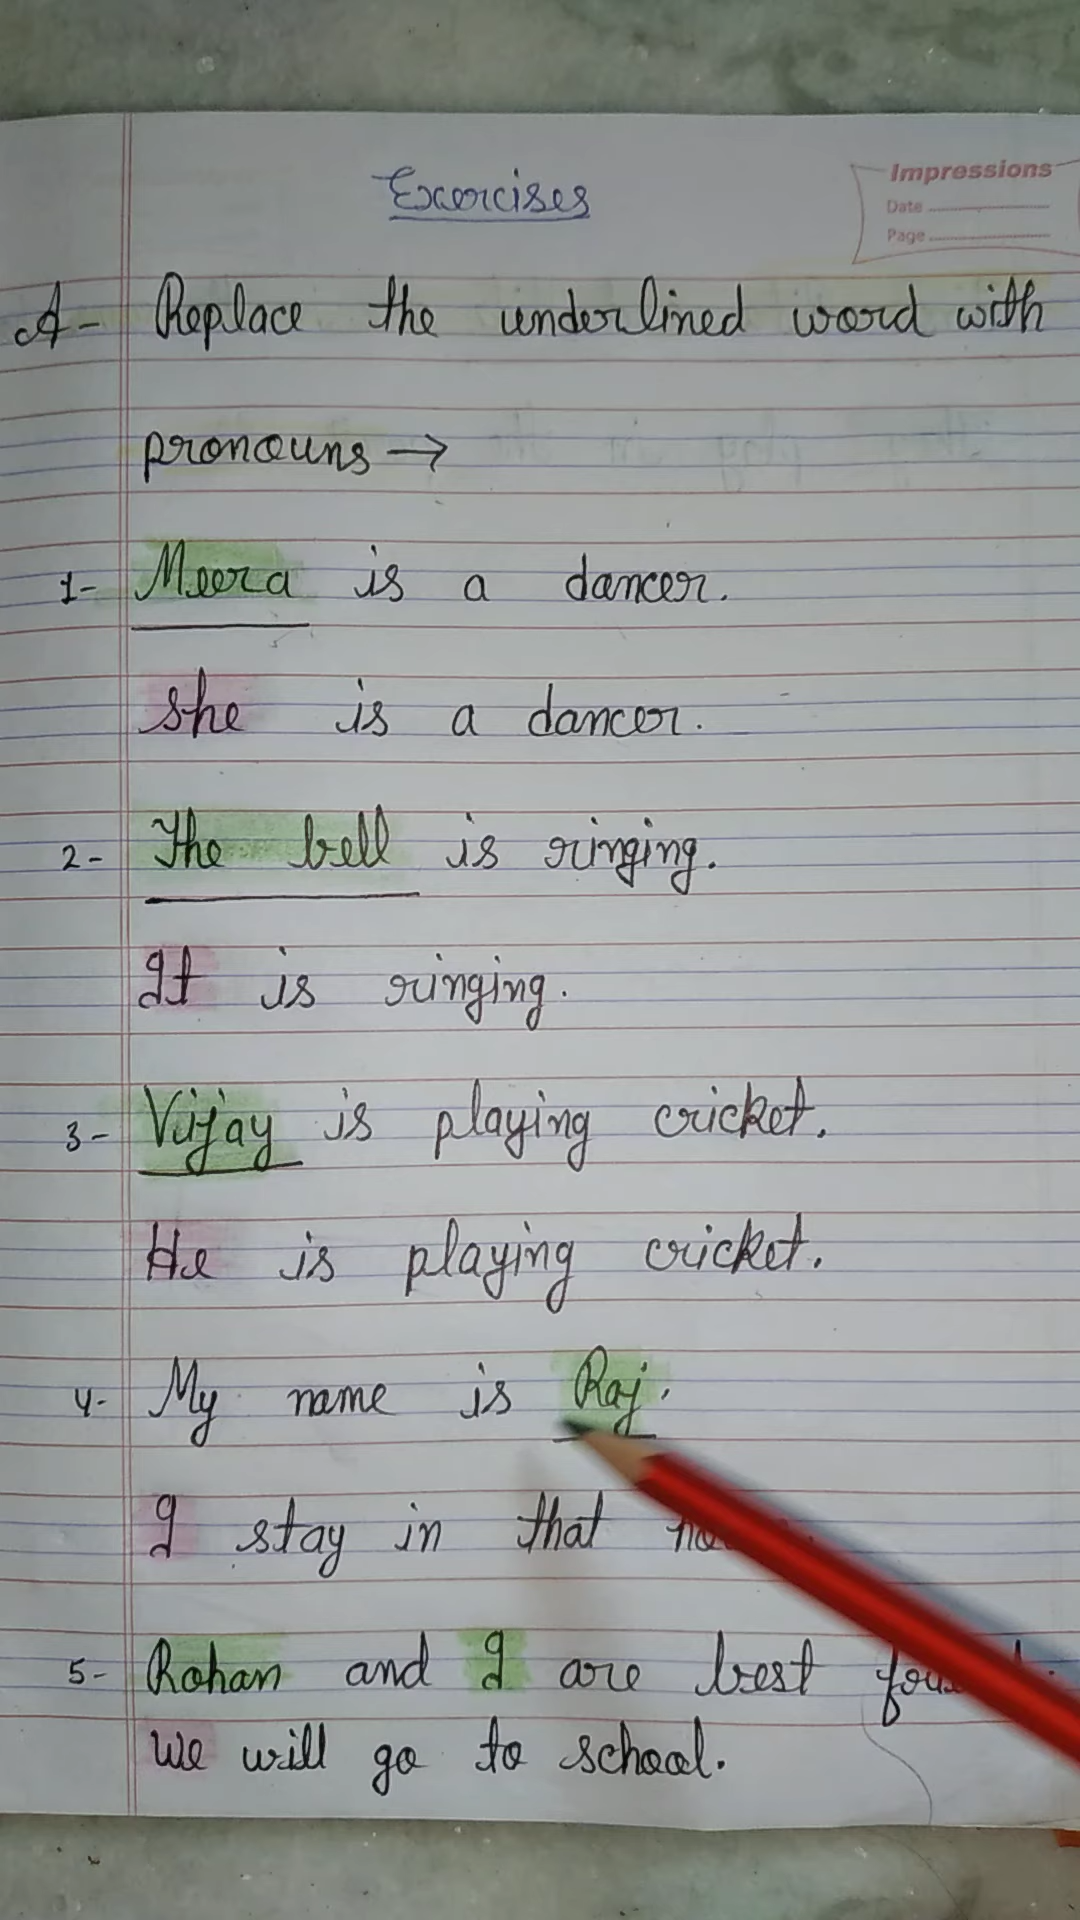 Exercises
Impressions
Date
Page
A- Replace the underlined word with
pronouns →
1- Meera is a dancer.
she is a dancer.
2- The bell is ringing.
It is ringing.
3- Vijay is playing cricket.
He is playing cricket.
4- My name is Raj.
I stay in that
5- Rohan and I are best
We will go to school.